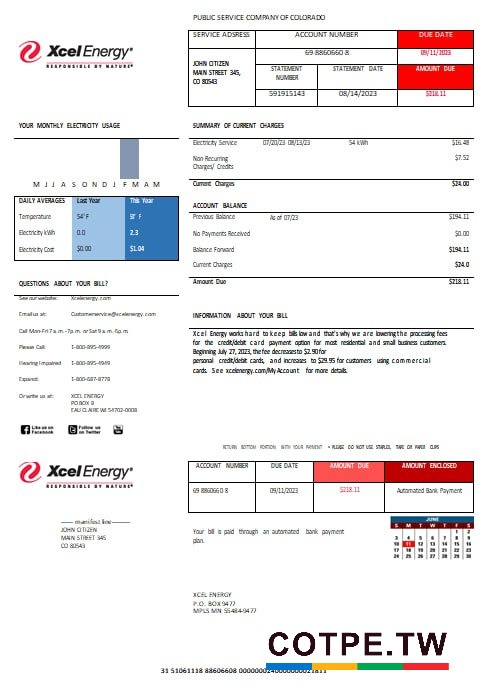 PUBLIC SERVICE COMPANY OF COLORADO
XcelEnergy®
RESPONSIBLE BY NATURE®
SERVICE ADSRESS
ACCOUNT NUMBER
DUE DATE
JOHN CITIZEN
MAIN STREET 345,
CO 80543
69 8860660 8
09/11/2023
STATEMENT NUMBER
STATEMENT DATE
AMOUNT DUE
591915143
08/14/2023
$218.11
YOUR MONTHLY ELECTRICITY USAGE
M J J A S O N D J F M A M
DAILY AVERAGES Last Year This Year
Temperature 54° F
Electricity kWh 0.0 2.3
Electricity Cost $0.00 $1.04
QUESTIONS ABOUT YOUR BILL?
See our website: Xcelenergy.com
Email us at: Customerservice@xcelenergy.com
Call Mon-Fri 7 a.m.-7p.m. or Sat 9 a.m.-5p.m.
Please Call: 1-800-895-4999
Hearing Impaired 1-800-895-4949
Espanol: 1-800-687-8778
Or write us at: XCEL ENERGY
PO BOX 8
EAU CLAIRE WI 54702-0008
Like us on Facebook
Follow us on Twitter
You Tube
SUMMARY OF CURRENT CHARGES
Electricity Service 07/20/23 08/13/23 54 kWh $16.48
Non Recurring $7.52
Charges/ Credits
Current Charges $24.00
ACCOUNT BALANCE
Previous Balance As of 07/23 $194.11
No Payments Received $0.00
Balance Forward $194.11
Current Charges $24.0
Amount Due $218.11
INFORMATION ABOUT YOUR BILL
Xcel Energy works hard to keep bills low and that's why we are lowering the processing fees
for the credit/debit card payment option for most residential and small business customers.
Beginning July 27, 2023, the fee decreases to $2.90 for
personal credit/debit cards, and increases to $29.95 for customers using commercial
cards. See xcelenergy.com/MyAccount for more details.
RETURN BOTTOM PORTION WITH YOUR PAYMENT • PLEASE DO NOT USE STAPLES, TAPE OR PAPER CLIPS
XcelEnergy®
RESPONSIBLE BY NATURE®
ACCOUNT NUMBER DUE DATE AMOUNT DUE AMOUNT ENCLOSED
69 8860660 8 09/11/2023 $218.11 Automated Bank Payment
------ manifest line---------
JOHN CITIZEN
MAIN STREET 345,
CO 80543
Your bill is paid through an automated bank payment
plan.
JUNE
S M T W T F S
1 2
3 4 5 6 7 8 9
10 11 12 13 14 15 16
17 18 19 20 21 22 23
24 25 26 27 28 29 30
XCEL ENERGY
P.O. BOX 9477
MPLS MN 55484-9477
COTPE.TW